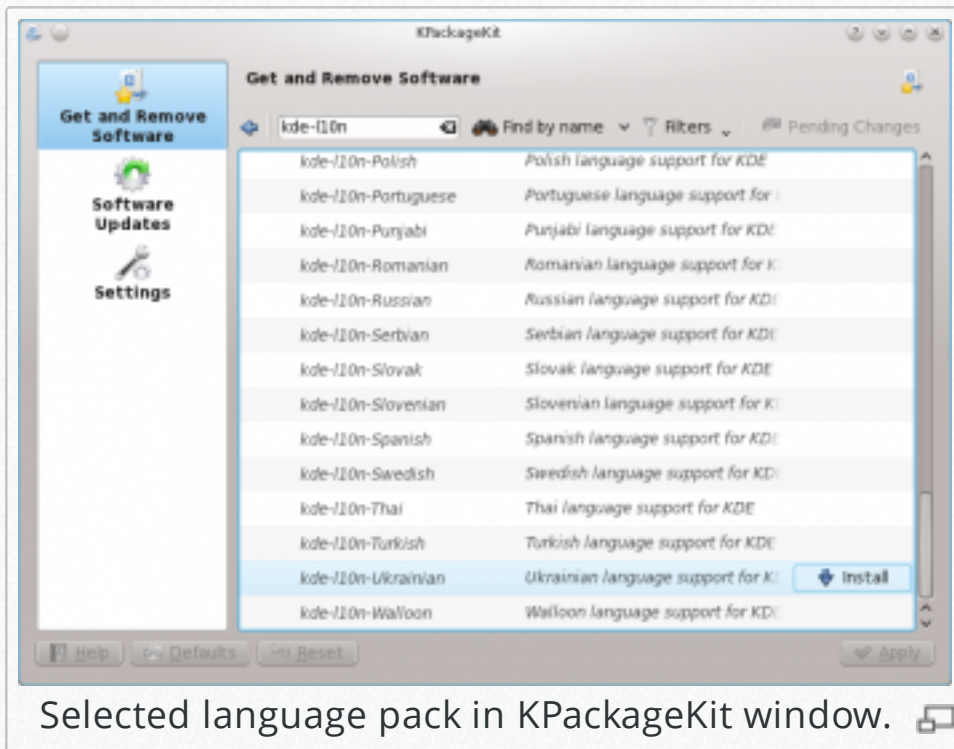 KPackageKit
Get and Remove Software
Software Updates
Settings
Get and Remove Software
kde-l10n
Find by name
Filters
Pending Changes
kde-l10n-Polish Polish language support for KDE
kde-l10n-Portuguese Portuguese language support for
kde-l10n-Punjabi Punjabi language support for KDE
kde-l10n-Romanian Romanian language support for K
kde-l10n-Russian Russian language support for KDE
kde-l10n-Serbian Serbian language support for KDE
kde-l10n-Slovak Slovak language support for KDE
kde-l10n-Slovenian Slovenian language support for K
kde-l10n-Spanish Spanish language support for KDE
kde-l10n-Swedish Swedish language support for KDE
kde-l10n-Thai Thai language support for KDE
kde-l10n-Turkish Turkish language support for KDE
kde-l10n-Ukrainian Ukrainian language support for K Install
kde-l10n-Walloon Walloon language support for KDE
Help Defaults Reset Apply
Selected language pack in KPackageKit window.